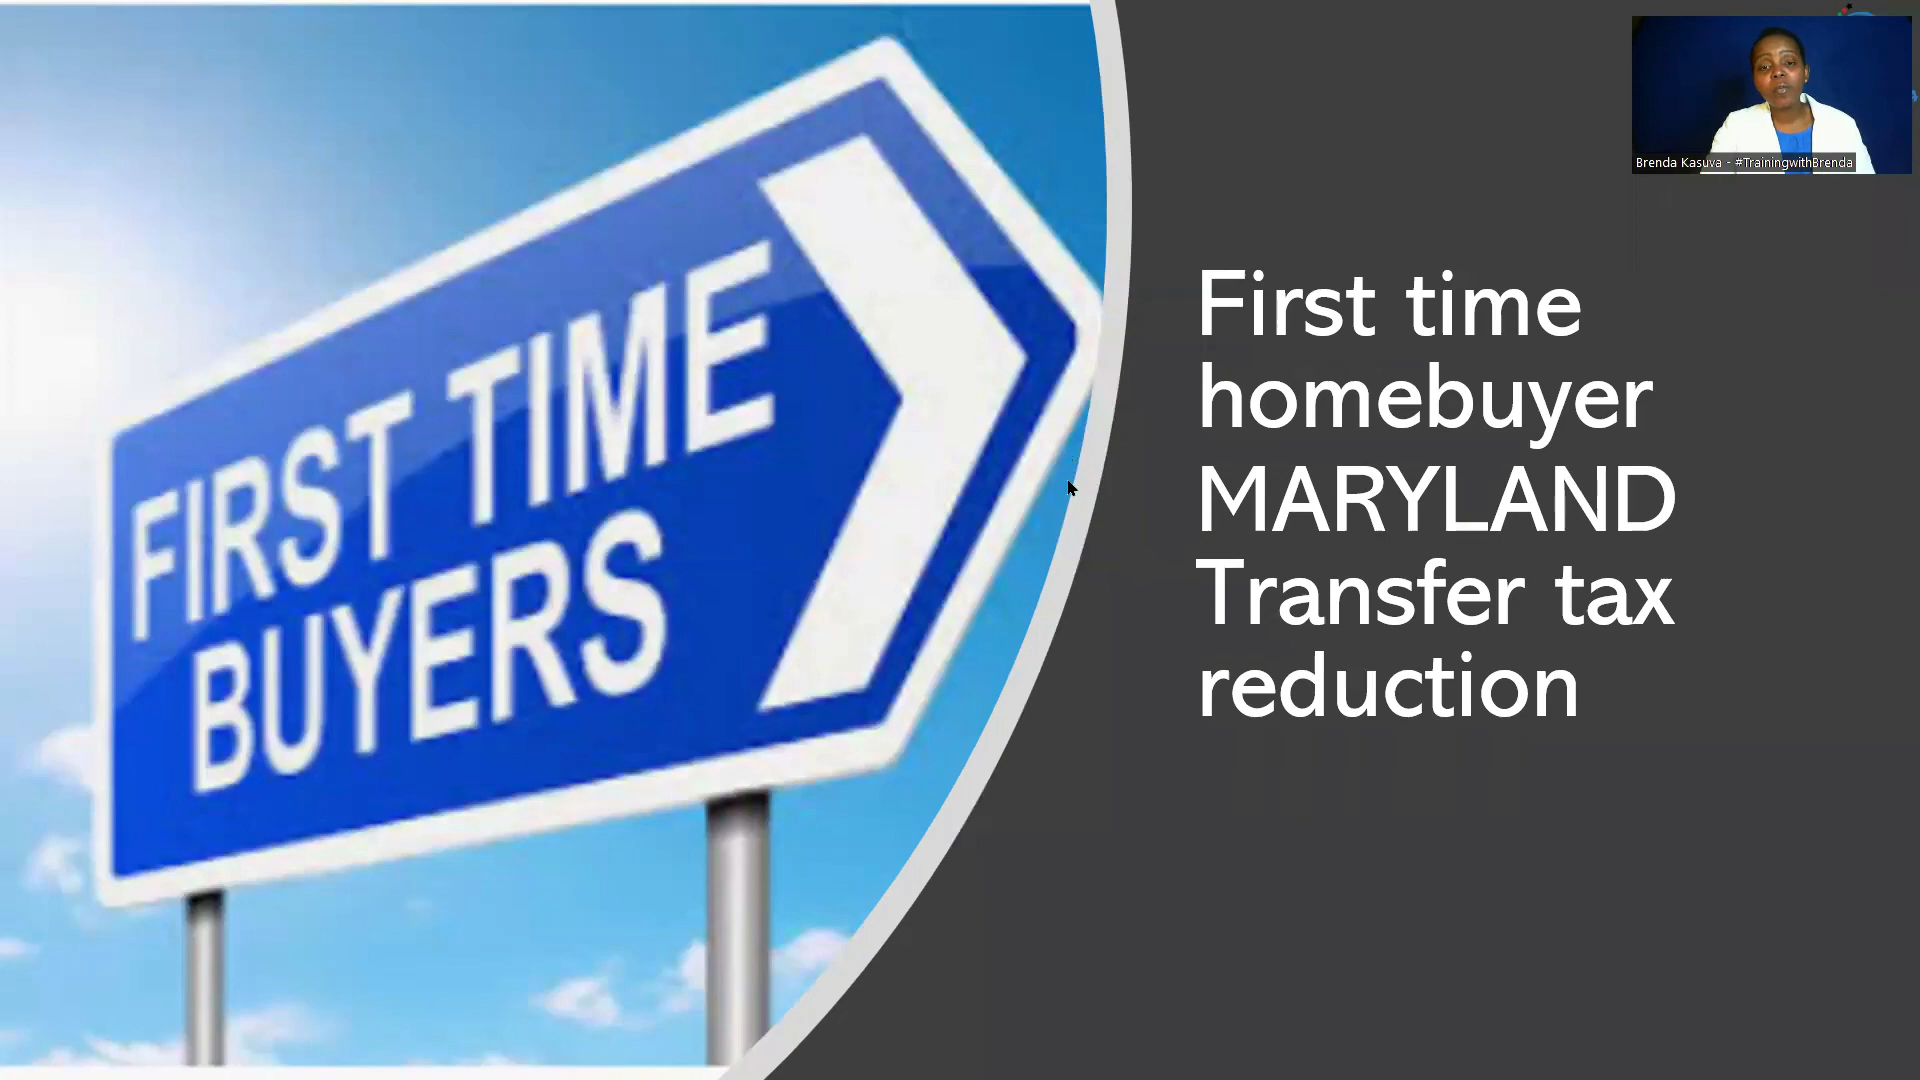 FIRST TIME
BUYERS
First time
homebuyer
MARYLAND
Transfer tax
reduction
Brenda Kasuva - #TrainingwithBrenda